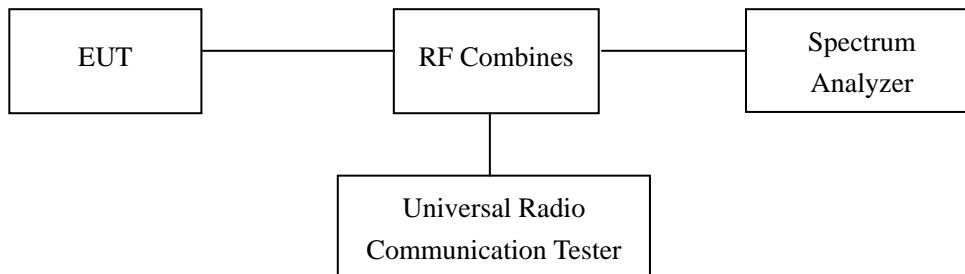 EUT
RF Combines
Spectrum
Analyzer
Universal Radio
Communication Tester